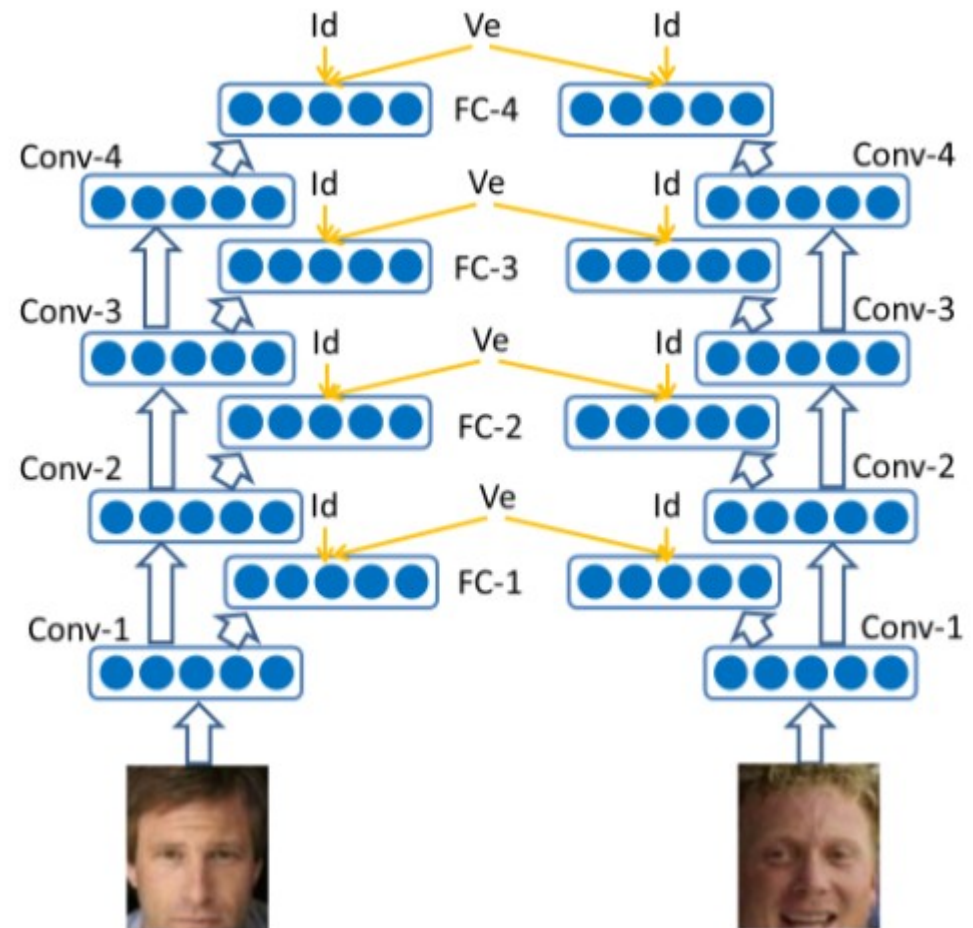 Id Ve Id
FC-4
Conv-4 Conv-4
Id Ve Id
FC-3
Conv-3 Conv-3
Id Ve Id
FC-2
Conv-2 Conv-2
Id Ve Id
FC-1
Conv-1 Conv-1